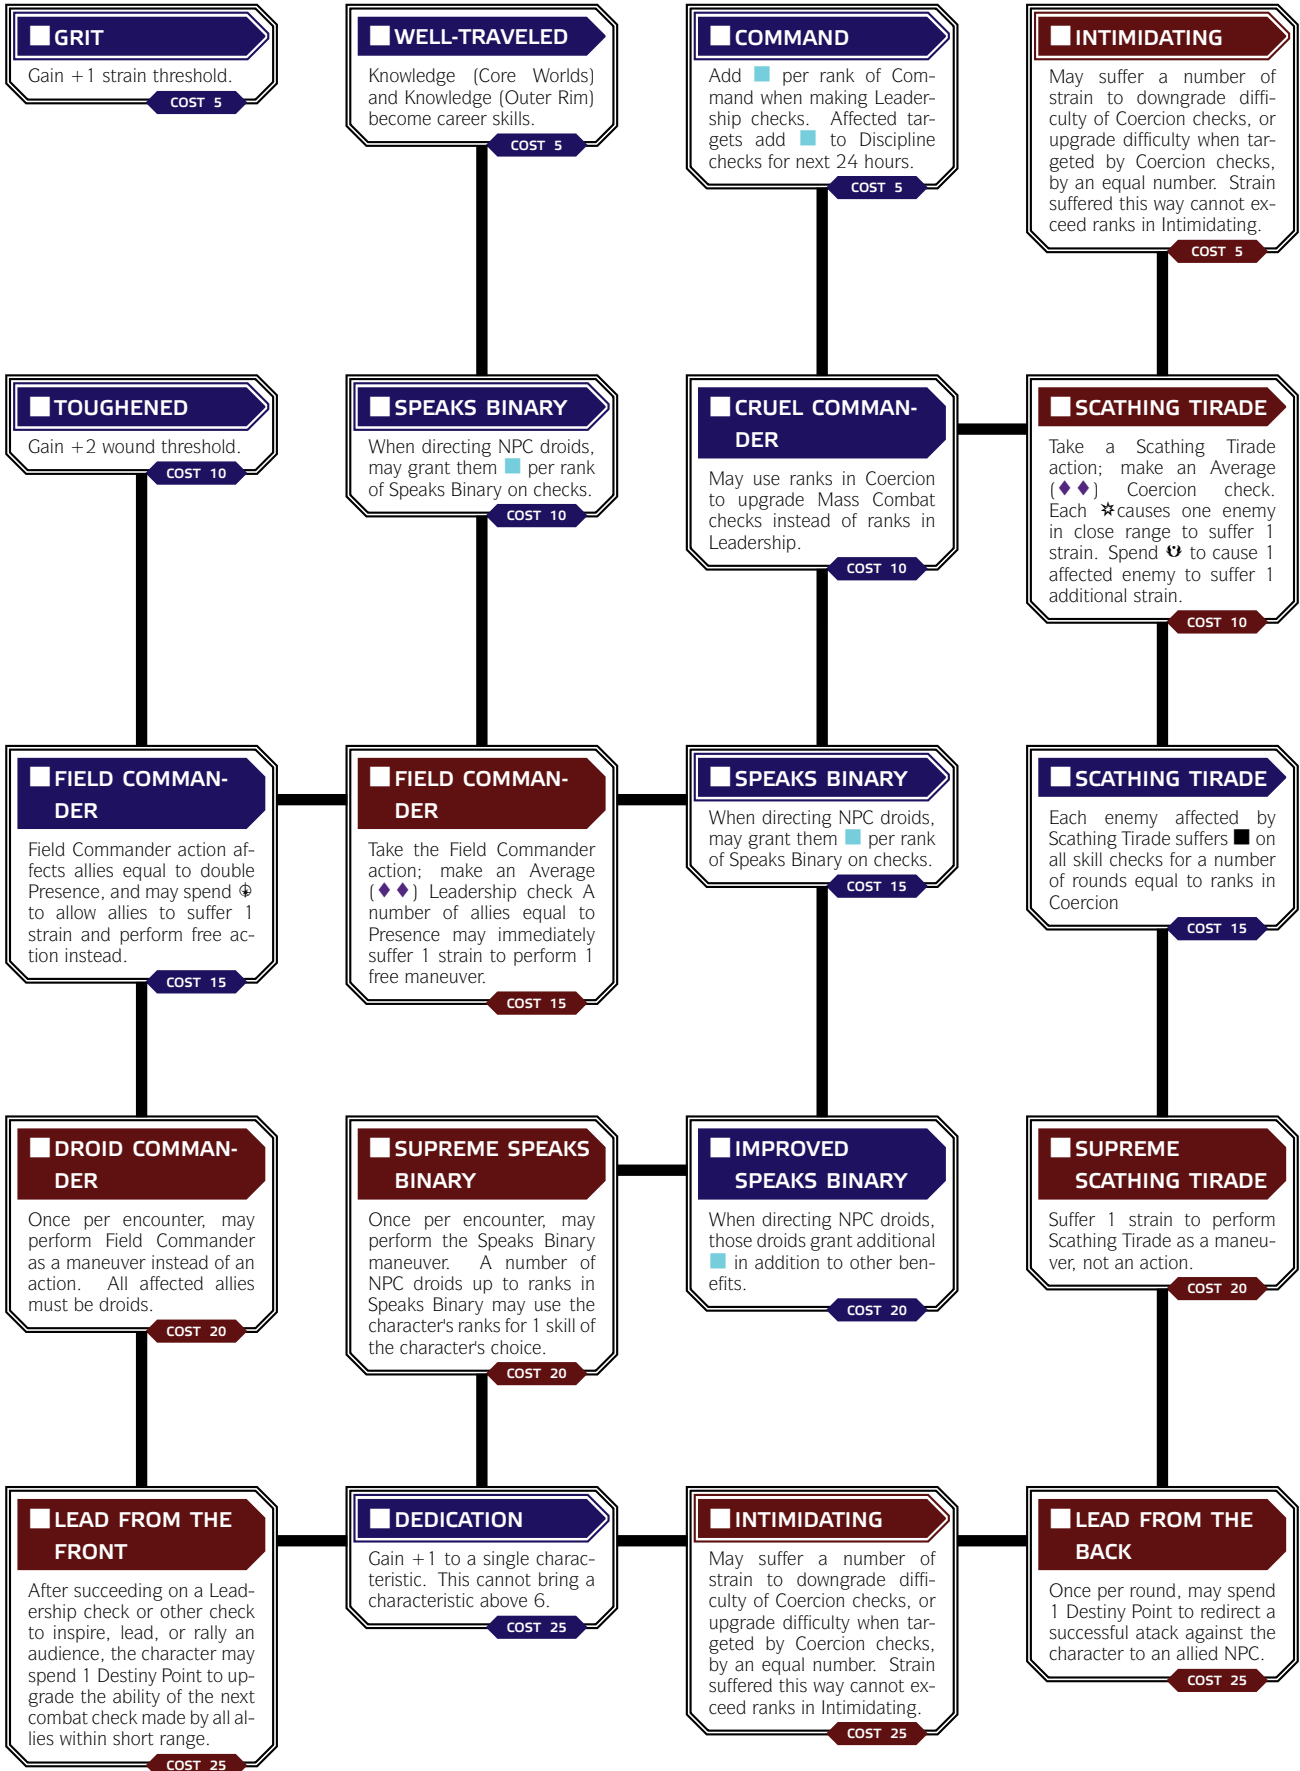 GRIT
Gain +1 strain threshold.
COST 5
WELL-TRAVELED
Knowledge (Core Worlds)
and Knowledge (Outer Rim)
become career skills.
COST 5
COMMAND
Add per rank of Com-
mand when making Leader-
ship checks. Affected tar-
gets add to Discipline
checks for next 24 hours.
COST 5
INTIMIDATING
May suffer a number of
strain to downgrade diffi-
culty of Coercion checks, or
upgrade difficulty when tar-
geted by Coercion checks,
by an equal number. Strain
suffered this way cannot ex-
ceed ranks in Intimidating.
COST 5
TOUGHENED
Gain +2 wound threshold.
COST 10
SPEAKS BINARY
When directing NPC droids,
may grant them per rank
of Speaks Binary on checks.
COST 10
CRUEL COMMAN-
DER
May use ranks in Coercion
to upgrade Mass Combat
checks instead of ranks in
Leadership.
COST 10
SCATHING TIRADE
Take a Scathing Tirade
action; make an Average
(♦♦) Coercion check.
Each causes one enemy
in close range to suffer 1
strain. Spend to cause 1
affected enemy to suffer 1
additional strain.
COST 10
FIELD COMMAN-
DER
Field Commander action af-
fects allies equal to double
Presence, and may spend
to allow allies to suffer 1
strain and perform free ac-
tion instead.
COST 15
FIELD COMMAN-
DER
Take the Field Commander
action; make an Average
(♦♦) Leadership check A
number of allies equal to
Presence may immediately
suffer 1 strain to perform 1
free maneuver.
COST 15
SPEAKS BINARY
When directing NPC droids,
may grant them per rank
of Speaks Binary on checks.
COST 15
SCATHING TIRADE
Each enemy affected by
Scathing Tirade suffers on
all skill checks for a number
of rounds equal to ranks in
Coercion
COST 15
DROID COMMAN-
DER
Once per encounter, may
perform Field Commander
as a maneuver instead of an
action. All affected allies
must be droids.
COST 20
SUPREME SPEAKS
BINARY
Once per encounter, may
perform the Speaks Binary
maneuver. A number of
NPC droids up to ranks in
Speaks Binary may use the
character's ranks for 1 skill of
the character's choice.
COST 20
IMPROVED
SPEAKS BINARY
When directing NPC droids,
those droids grant additional
in addition to other ben-
efits.
COST 20
SUPREME
SCATHING TIRADE
Suffer 1 strain to perform
Scathing Tirade as a maneu-
ver, not an action.
COST 20
LEAD FROM THE
FRONT
After succeeding on a Lead-
ership check or other check
to inspire, lead, or rally an
audience, the character may
spend 1 Destiny Point to up-
grade the ability of the next
combat check made by all al-
lies within short range.
COST 25
DEDICATION
Gain +1 to a single charac-
teristic. This cannot bring a
characteristic above 6.
COST 25
INTIMIDATING
May suffer a number of
strain to downgrade diffi-
culty of Coercion checks, or
upgrade difficulty when tar-
geted by Coercion checks,
by an equal number. Strain
suffered this way cannot ex-
ceed ranks in Intimidating.
COST 25
LEAD FROM THE
BACK
Once per round, may spend
1 Destiny Point to redirect a
successful atack against the
character to an allied NPC.
COST 25